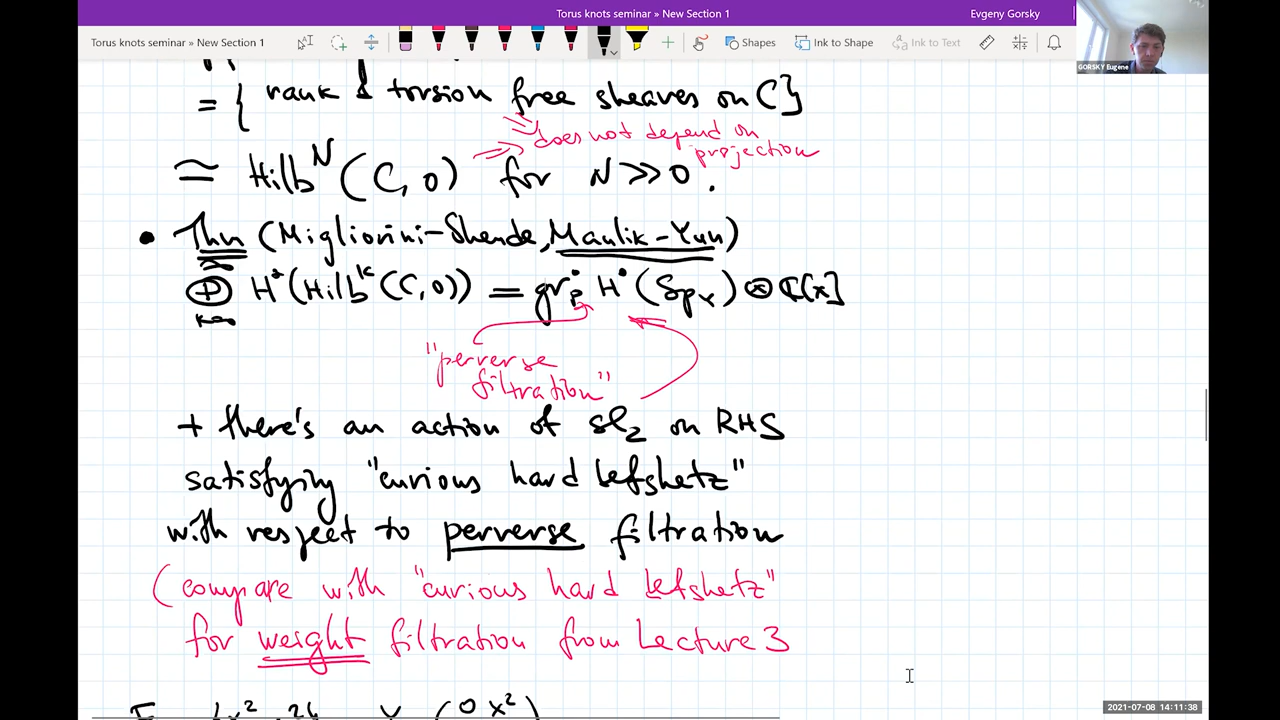 Torus knots seminar » New Section 1
Evgeny Gorsky
Torus knots seminar » New Section 1
Shapes
Ink to Shape
Ink to Text
GORSKY Eugene
= { rank 1 torsion free sheaves on C}
does not depend on
projection
≅ Hilb^N (C, 0) for N >> 0.
• Thm (Migliorini-Shende, Maulik-Yun)
⊕ H^*(Hilb^k (C, 0)) = gr_P^• H^• (Sp_γ) ⊗ C[x]
"perverse
filtration"
+ there's an action of sl_2 on RHS
satisfying "curious hard lefshetz"
with respect to perverse filtration
(compare with "curious hard lefshetz"
for weight filtration from Lecture 3
2021-07-08 14:11:38